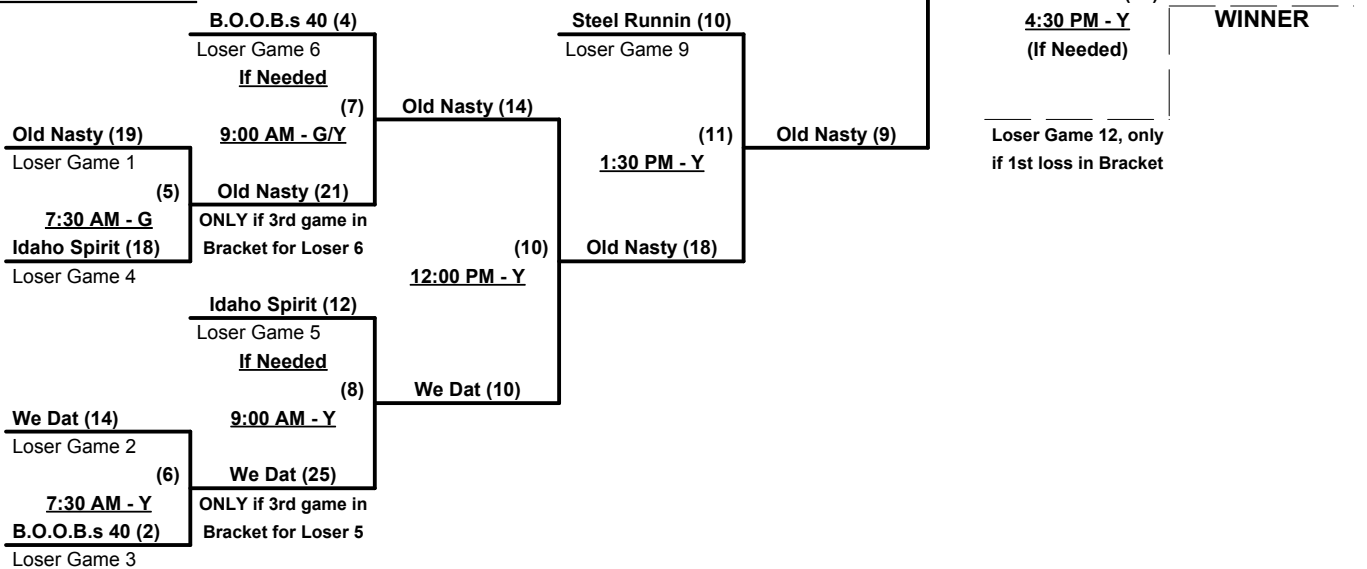 B.O.O.B.s 40 (4)
Loser Game 6
If Needed
(7)
9:00 AM - G/Y
Old Nasty (19)
Loser Game 1
(5)
7:30 AM - G
Idaho Spirit (18)
Loser Game 4
Old Nasty (21)
ONLY if 3rd game in
Bracket for Loser 6
Old Nasty (14)
Idaho Spirit (12)
Loser Game 5
If Needed
(8)
9:00 AM - Y
We Dat (14)
Loser Game 2
(6)
7:30 AM - Y
B.O.O.B.s 40 (2)
Loser Game 3
We Dat (25)
ONLY if 3rd game in
Bracket for Loser 5
We Dat (10)
(10)
12:00 PM - Y
Steel Runnin (10)
Loser Game 9
(11)
1:30 PM - Y
Old Nasty (18)
Old Nasty (9)
4:30 PM - Y
(If Needed)
WINNER
Loser Game 12, only
if 1st loss in Bracket